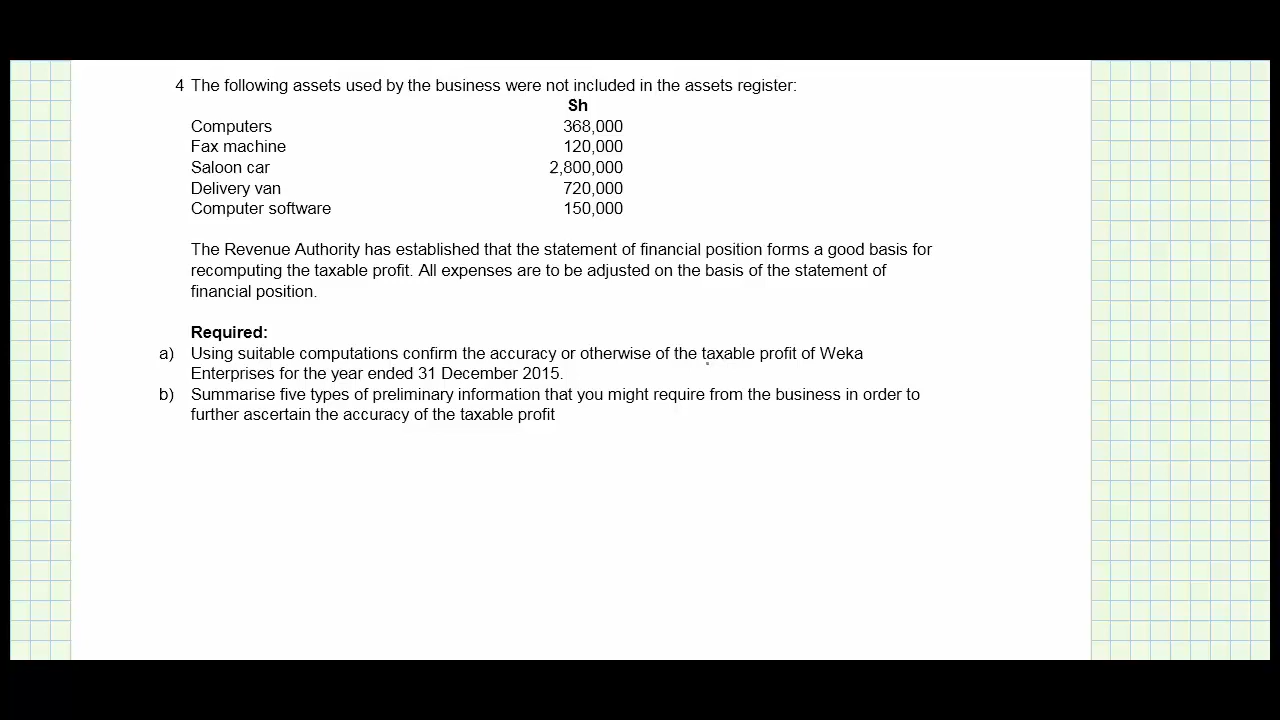 4 The following assets used by the business were not included in the assets register:
Sh
Computers 368,000
Fax machine 120,000
Saloon car 2,800,000
Delivery van 720,000
Computer software 150,000
The Revenue Authority has established that the statement of financial position forms a good basis for
recomputing the taxable profit. All expenses are to be adjusted on the basis of the statement of
financial position.
Required:
a) Using suitable computations confirm the accuracy or otherwise of the taxable profit of Weka
Enterprises for the year ended 31 December 2015.
b) Summarise five types of preliminary information that you might require from the business in order to
further ascertain the accuracy of the taxable profit